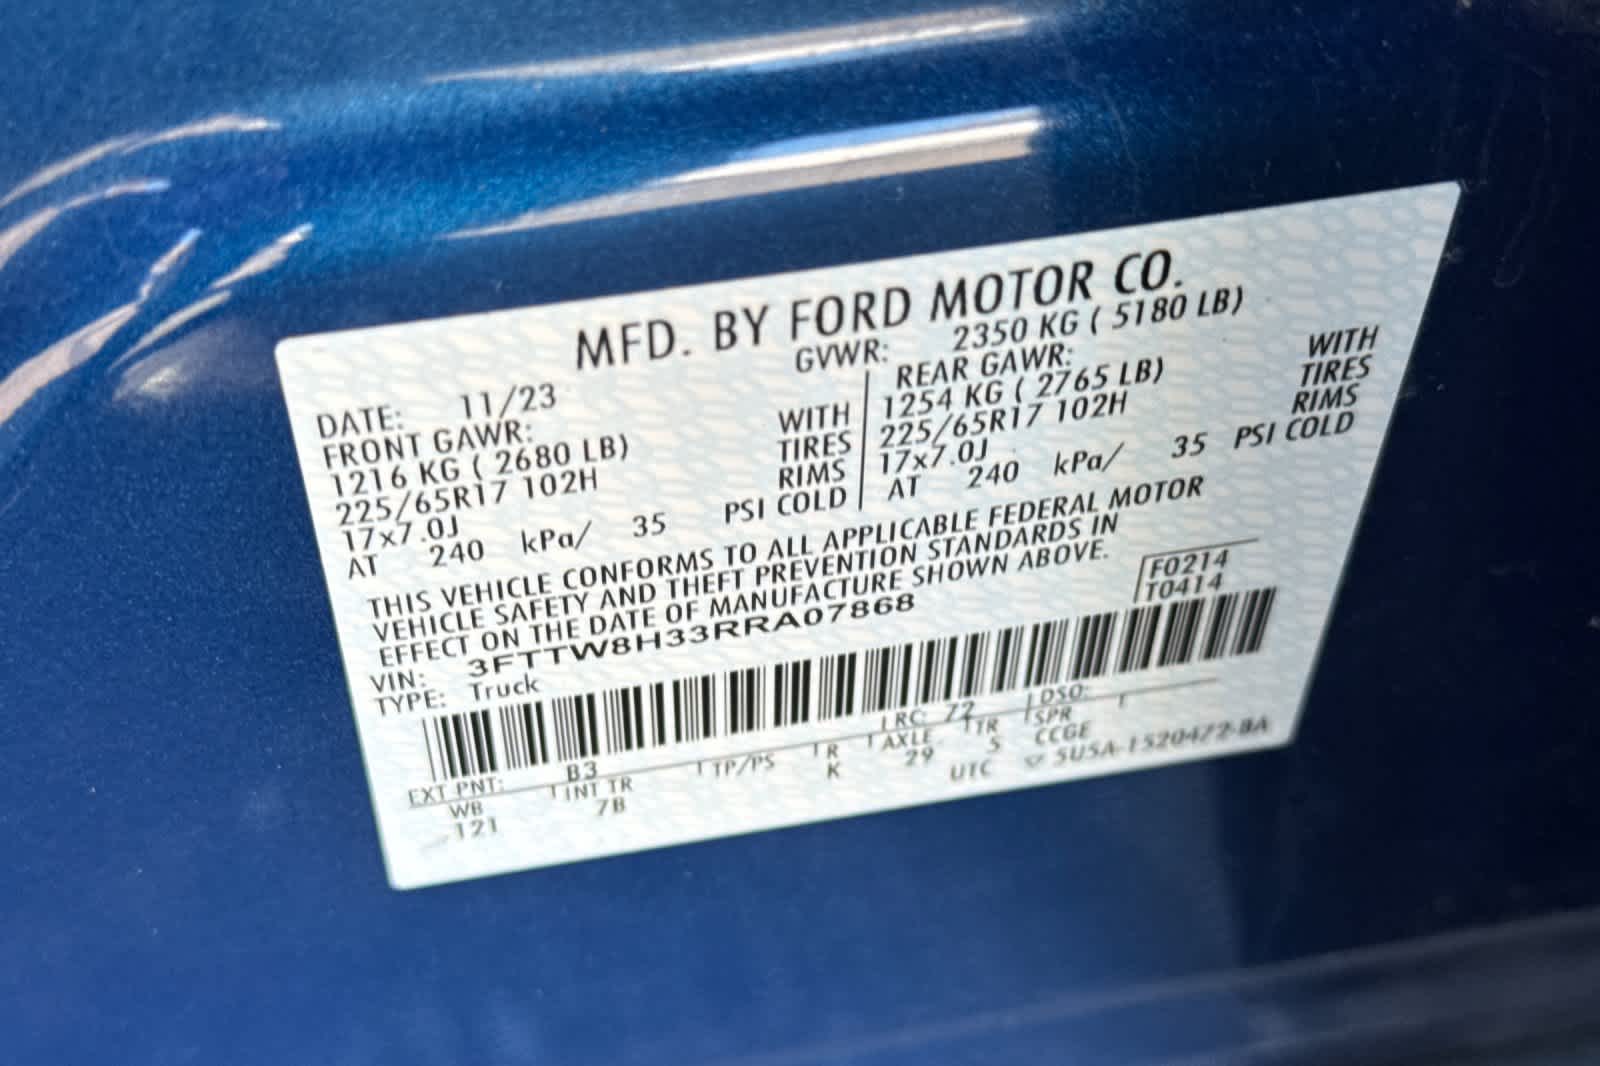 MFD. BY FORD MOTOR CO.
DATE: 11/23 GVWR: 2350 KG ( 5180 LB)
FRONT GAWR: REAR GAWR:
1216 KG ( 2680 LB) WITH 1254 KG ( 2765 LB) WITH
225/65R17 102H TIRES 225/65R17 102H TIRES
17x7.0J RIMS 17x7.0J RIMS
AT 240 kPa/ 35 PSI COLD AT 240 kPa/ 35 PSI COLD
THIS VEHICLE CONFORMS TO ALL APPLICABLE FEDERAL MOTOR
VEHICLE SAFETY AND THEFT PREVENTION STANDARDS IN
EFFECT ON THE DATE OF MANUFACTURE SHOWN ABOVE.
VIN: 3FTTW8H33RRA07868 F0214
TYPE: Truck T0414
EXT PNT: B3 RC: 72 DSO:
WB INT TR TP/PS R AXLE TR SPR
121 7B K 29 S CCGE
UTC